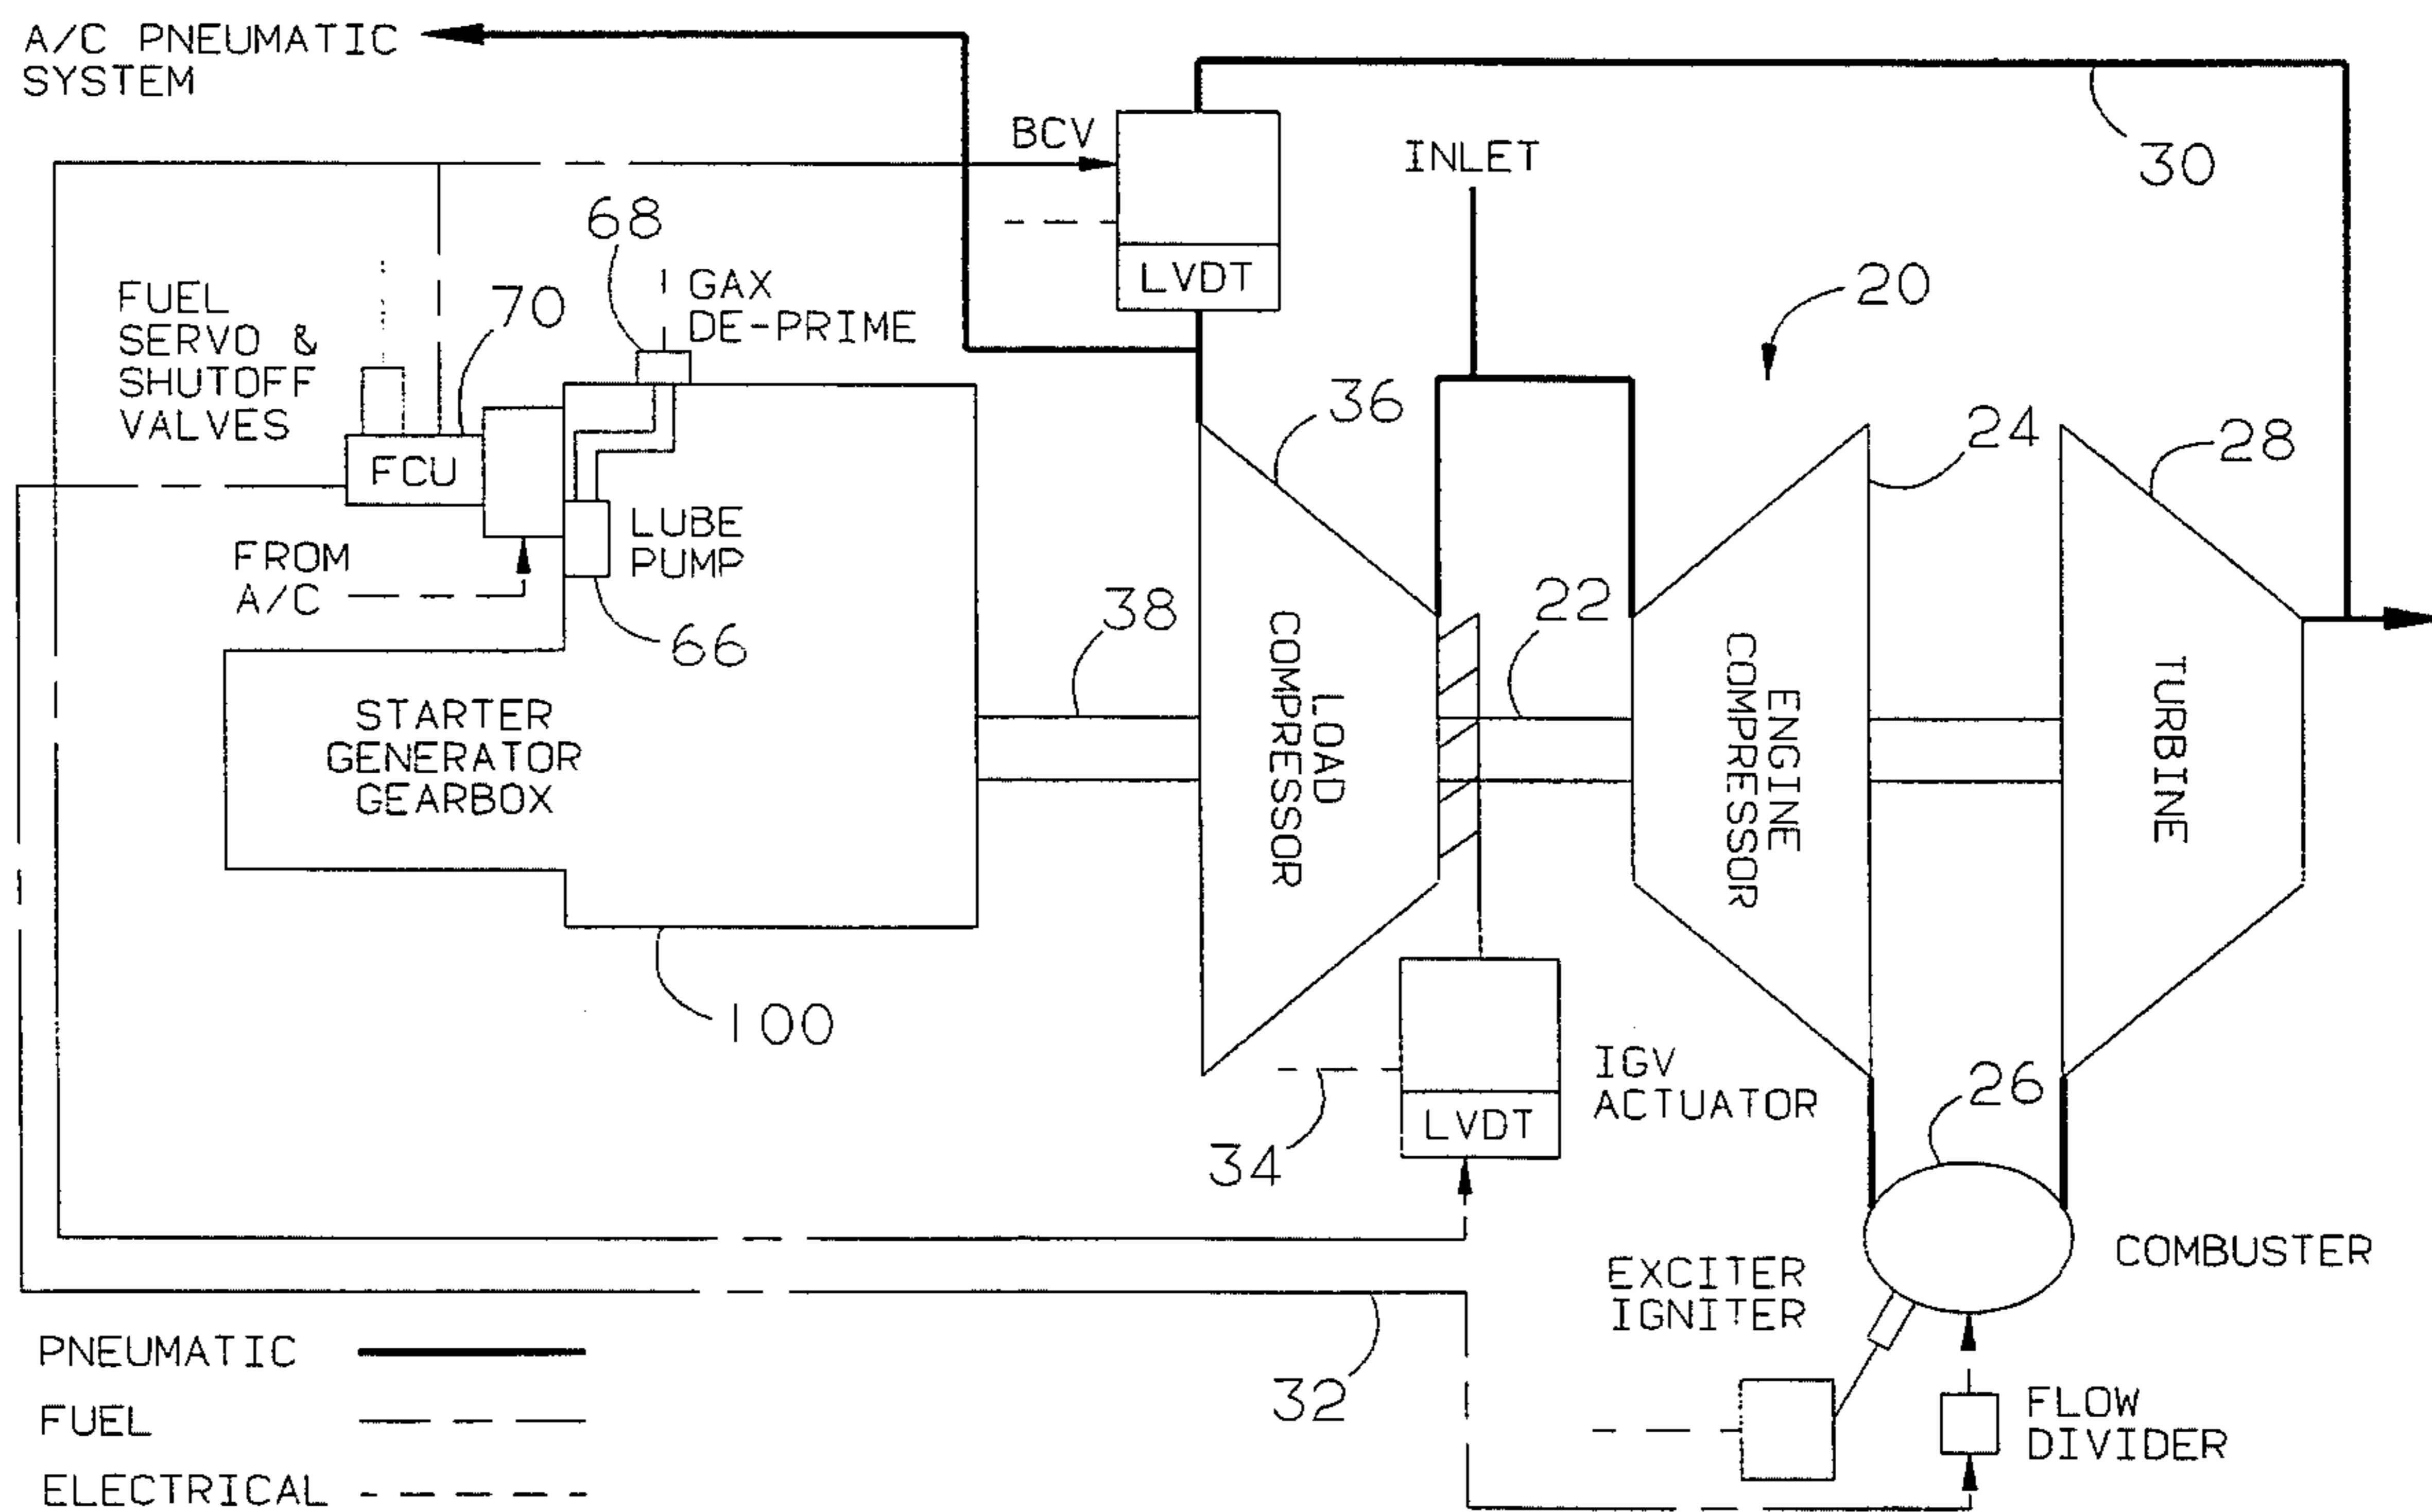 A/C PNEUMATIC
SYSTEM
BCV
LVDT
INLET
30
20
68
GAX
DE-PRIME
70
FUEL
SERVO &
SHUTOFF
VALVES
FCU
FROM
A/C
LUBE
PUMP
66
36
24
28
38
22
STARTER
GENERATOR
GEARBOX
LOAD
COMPRESSOR
ENGINE
COMPRESSOR
TURBINE
100
IGV
ACTUATOR
LVDT
34
26
COMBUSTER
EXCITER
IGNITER
32
FLOW
DIVIDER
PNEUMATIC
FUEL
ELECTRICAL